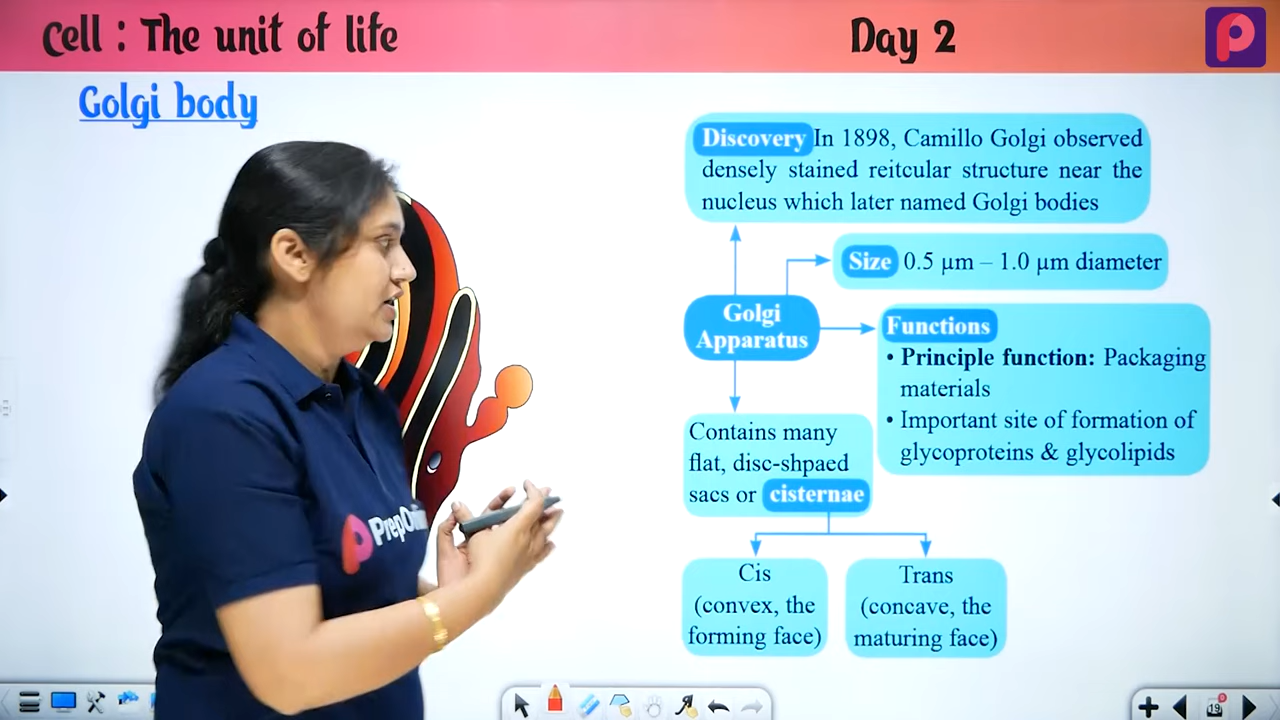 Cell : The unit of life
Day 2
Golgi body
Discovery In 1898, Camillo Golgi observed
densely stained reitcular structure near the
nucleus which later named Golgi bodies
Size 0.5 µm – 1.0 µm diameter
Golgi
Apparatus
Functions
• Principle function: Packaging
materials
• Important site of formation of
glycoproteins & glycolipids
Contains many
flat, disc-shpaed
sacs or cisternae
Cis
(convex, the
forming face)
Trans
(concave, the
maturing face)
19